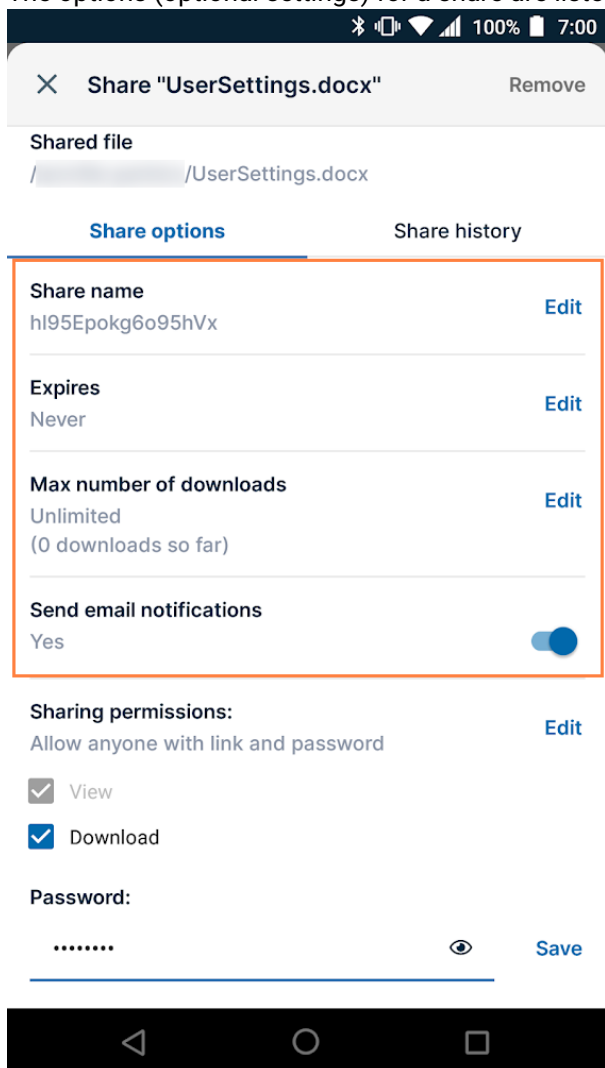 The options (optional settings) for a share are liste
100% 7:00
Share "UserSettings.docx" Remove
Shared file
/ /UserSettings.docx
Share options Share history
Share name
Edit
hI95Epokg6o95hVx
Expires
Edit
Never
Max number of downloads
Edit
Unlimited
(0 downloads so far)
Send email notifications
Yes
Sharing permissions:
Edit
Allow anyone with link and password
View
Download
Password:
•••••••• Save